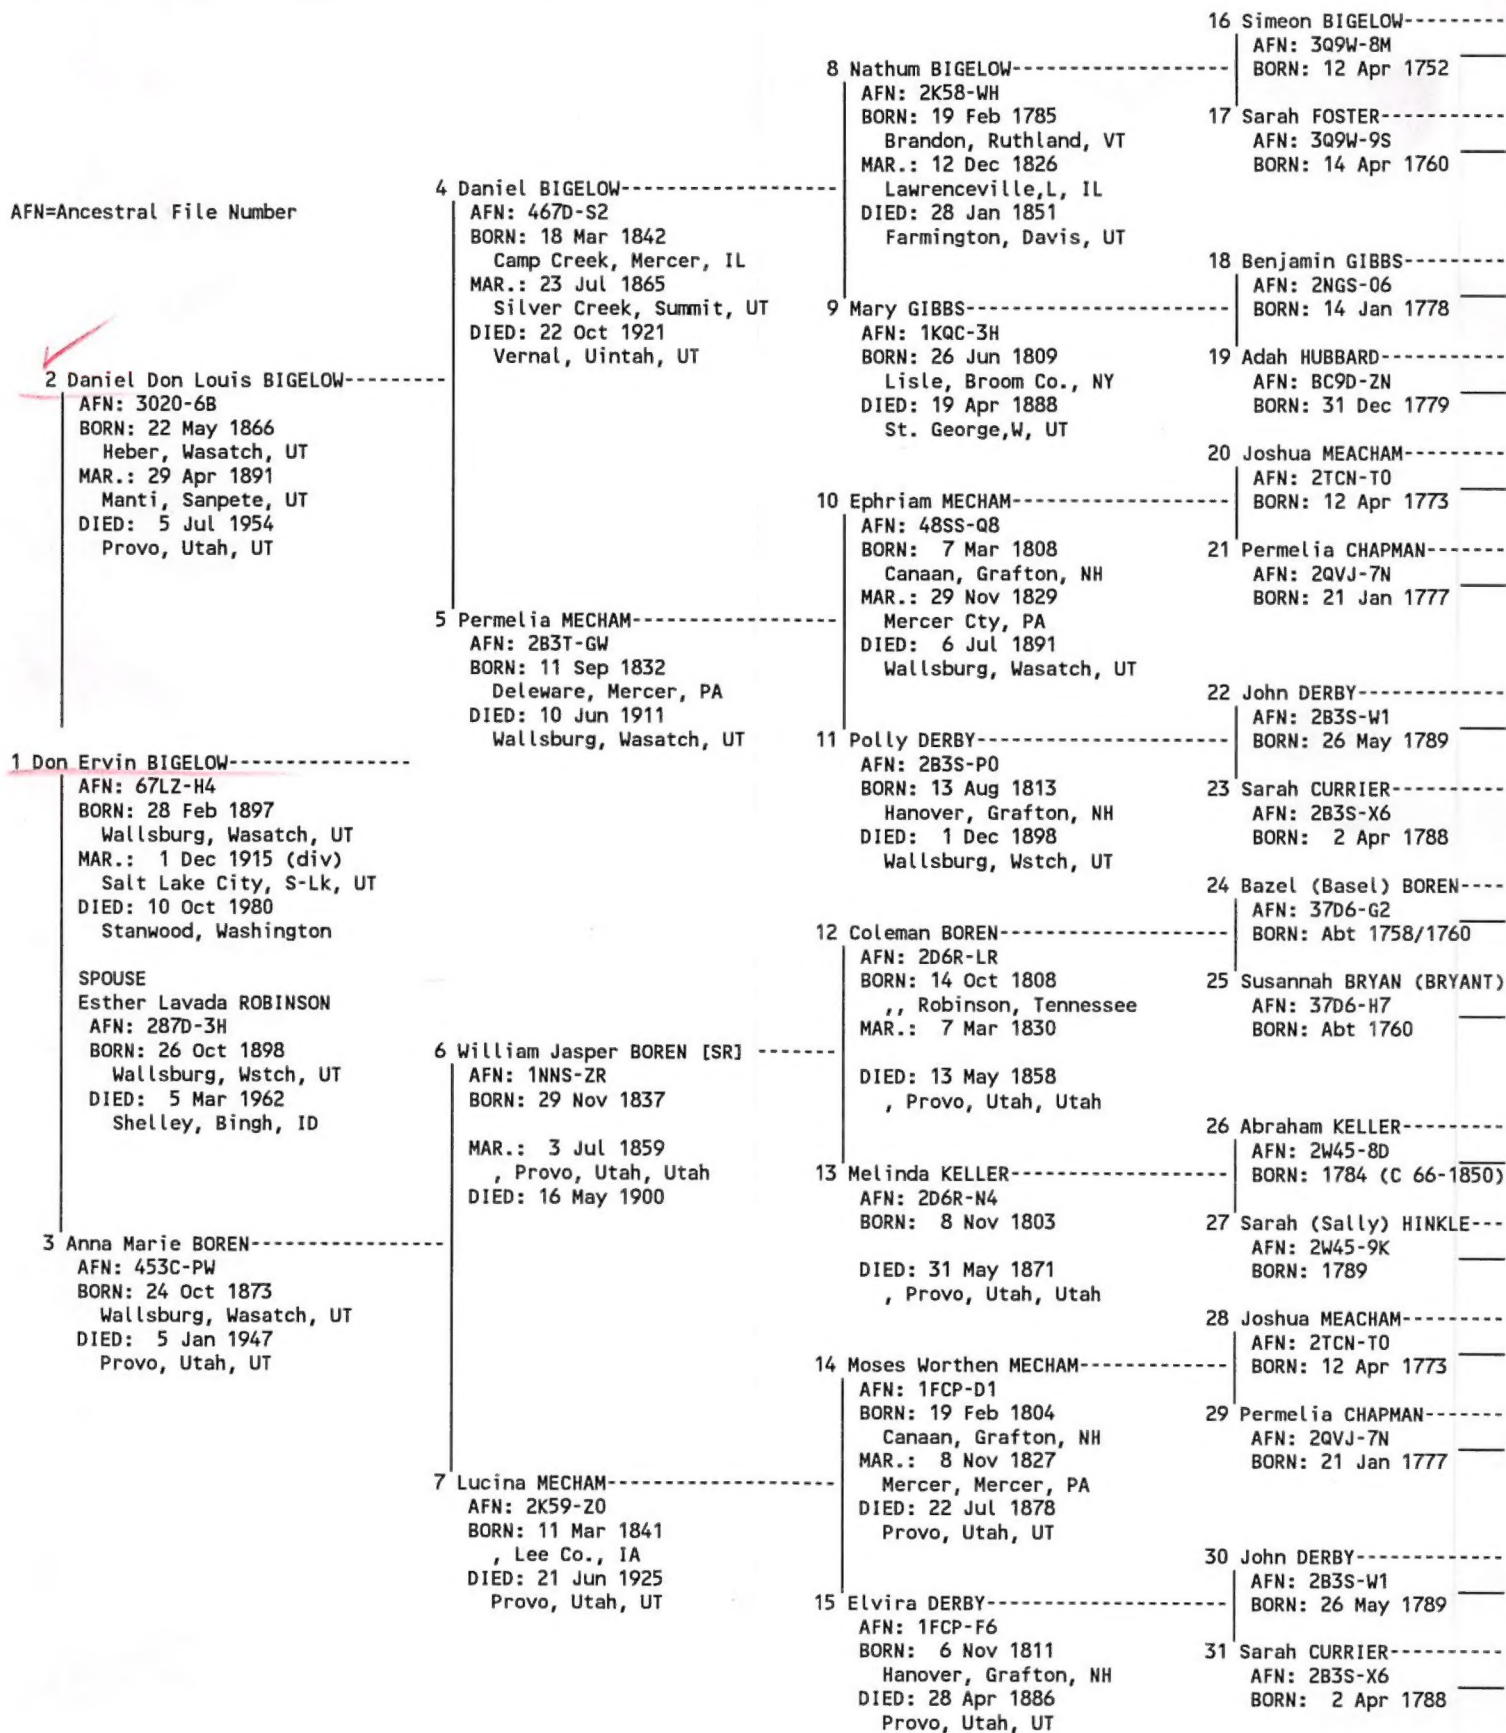 AFN=Ancestral File Number
2 Daniel Don Louis BIGELOW--------
AFN: 3020-6B
BORN: 22 May 1866
Heber, Wasatch, UT
MAR.: 29 Apr 1891
Manti, Sanpete, UT
DIED: 5 Jul 1954
Provo, Utah, UT
1 Don Ervin BIGELOW---------------
AFN: 67LZ-H4
BORN: 28 Feb 1897
Wallsburg, Wasatch, UT
MAR.: 1 Dec 1915 (div)
Salt Lake City, S-Lk, UT
DIED: 10 Oct 1980
Stanwood, Washington
SPOUSE
Esther Lavada ROBINSON
AFN: 287D-3H
BORN: 26 Oct 1898
Wallsburg, Wstch, UT
DIED: 5 Mar 1962
Shelley, Bingh, ID
3 Anna Marie BOREN----------------
AFN: 453C-PW
BORN: 24 Oct 1873
Wallsburg, Wasatch, UT
DIED: 5 Jan 1947
Provo, Utah, UT
4 Daniel BIGELOW------------------
AFN: 467D-S2
BORN: 18 Mar 1842
Camp Creek, Mercer, IL
MAR.: 23 Jul 1865
Silver Creek, Summit, UT
DIED: 22 Oct 1921
Vernal, Uintah, UT
5 Permelia MECHAM-----------------
AFN: 2B3T-GW
BORN: 11 Sep 1832
Deleware, Mercer, PA
DIED: 10 Jun 1911
Wallsburg, Wasatch, UT
6 William Jasper BOREN [SR] -------
AFN: 1NNS-ZR
BORN: 29 Nov 1837
MAR.: 3 Jul 1859
, Provo, Utah, Utah
DIED: 16 May 1900
7 Lucina MECHAM-------------------
AFN: 2K59-Z0
BORN: 11 Mar 1841
, Lee Co., IA
DIED: 21 Jun 1925
Provo, Utah, UT
8 Nathum BIGELOW------------------
AFN: 2K58-WH
BORN: 19 Feb 1785
Brandon, Ruthland, VT
MAR.: 12 Dec 1826
Lawrenceville,L, IL
DIED: 28 Jan 1851
Farmington, Davis, UT
9 Mary GIBBS----------------------
AFN: 1KQC-3H
BORN: 26 Jun 1809
Lisle, Broom Co., NY
DIED: 19 Apr 1888
St. George,W, UT
10 Ephriam MECHAM------------------
AFN: 48SS-Q8
BORN: 7 Mar 1808
Canaan, Grafton, NH
MAR.: 29 Nov 1829
Mercer Cty, PA
DIED: 6 Jul 1891
Wallsburg, Wasatch, UT
11 Polly DERBY---------------------
AFN: 2B3S-P0
BORN: 13 Aug 1813
Hanover, Grafton, NH
DIED: 1 Dec 1898
Wallsburg, Wstch, UT
12 Coleman BOREN-------------------
AFN: 2D6R-LR
BORN: 14 Oct 1808
,, Robinson, Tennessee
MAR.: 7 Mar 1830
DIED: 13 May 1858
, Provo, Utah, Utah
13 Melinda KELLER------------------
AFN: 2D6R-N4
BORN: 8 Nov 1803
DIED: 31 May 1871
, Provo, Utah, Utah
14 Moses Worthen MECHAM------------
AFN: 1FCP-D1
BORN: 19 Feb 1804
Canaan, Grafton, NH
MAR.: 8 Nov 1827
Mercer, Mercer, PA
DIED: 22 Jul 1878
Provo, Utah, UT
15 Elvira DERBY--------------------
AFN: 1FCP-F6
BORN: 6 Nov 1811
Hanover, Grafton, NH
DIED: 28 Apr 1886
Provo, Utah, UT
16 Simeon BIGELOW---------
AFN: 3Q9W-8M
BORN: 12 Apr 1752
17 Sarah FOSTER-----------
AFN: 3Q9W-9S
BORN: 14 Apr 1760
18 Benjamin GIBBS---------
AFN: 2NGS-06
BORN: 14 Jan 1778
19 Adah HUBBARD-----------
AFN: BC9D-ZN
BORN: 31 Dec 1779
20 Joshua MEACHAM---------
AFN: 2TCN-T0
BORN: 12 Apr 1773
21 Permelia CHAPMAN-------
AFN: 2QVJ-7N
BORN: 21 Jan 1777
22 John DERBY-------------
AFN: 2B3S-W1
BORN: 26 May 1789
23 Sarah CURRIER----------
AFN: 2B3S-X6
BORN: 2 Apr 1788
24 Bazel (Basel) BOREN----
AFN: 37D6-G2
BORN: Abt 1758/1760
25 Susannah BRYAN (BRYANT)
AFN: 37D6-H7
BORN: Abt 1760
26 Abraham KELLER---------
AFN: 2W45-8D
BORN: 1784 (C 66-1850)
27 Sarah (Sally) HINKLE---
AFN: 2W45-9K
BORN: 1789
28 Joshua MEACHAM---------
AFN: 2TCN-T0
BORN: 12 Apr 1773
29 Permelia CHAPMAN-------
AFN: 2QVJ-7N
BORN: 21 Jan 1777
30 John DERBY-------------
AFN: 2B3S-W1
BORN: 26 May 1789
31 Sarah CURRIER----------
AFN: 2B3S-X6
BORN: 2 Apr 1788